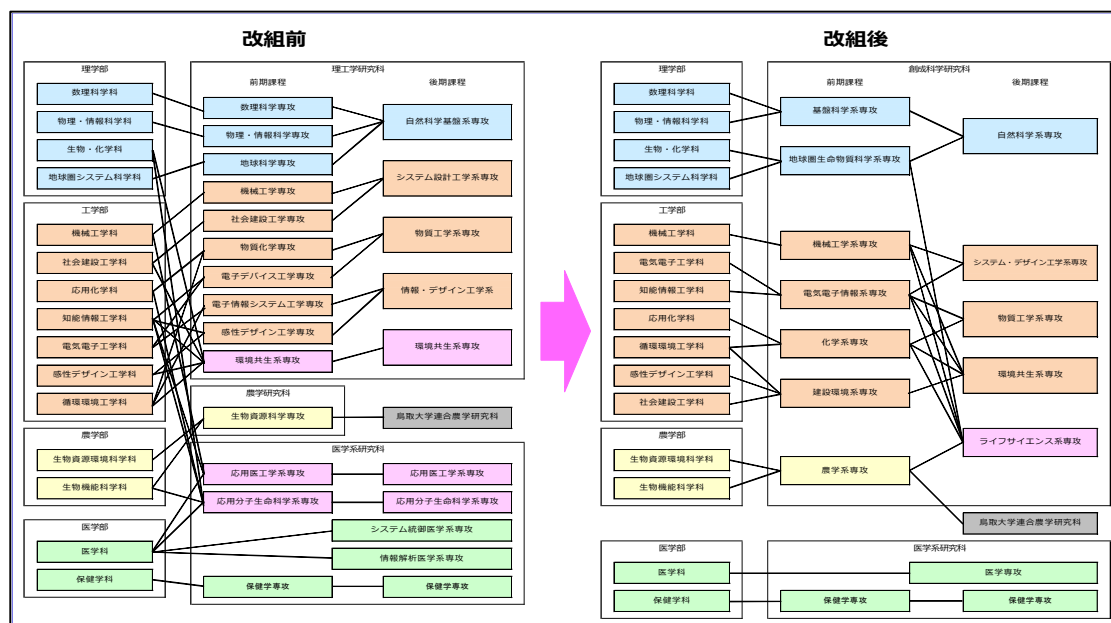 改組前
理学部
数理科学科
物理・情報科学科
生物・化学科
地球圏システム科学科
工学部
機械工学科
社会建設工学科
応用化学科
知能情報工学科
電気電子工学科
感性デザイン工学科
循環環境工学科
農学部
生物資源環境科学科
生物機能科学科
医学部
医学科
保健学科
理工学研究科
前期課程
後期課程
数理科学専攻
物理・情報科学専攻
地球科学専攻
機械工学専攻
社会建設工学専攻
物質化学専攻
電子デバイス工学専攻
電子情報システム工学専攻
感性デザイン工学専攻
環境共生系専攻
自然科学基盤系専攻
システム設計工学系専攻
物質工学系専攻
情報・デザイン工学系
環境共生系専攻
農学研究科
生物資源科学専攻
鳥取大学連合農学研究科
医学系研究科
応用医工学系専攻
応用医工学系専攻
応用分子生命科学系専攻
応用分子生命科学系専攻
システム統御医学系専攻
情報解析医学系専攻
保健学専攻
保健学専攻
改組後
理学部
数理科学科
物理・情報科学科
生物・化学科
地球圏システム科学科
工学部
機械工学科
電気電子工学科
知能情報工学科
応用化学科
循環環境工学科
感性デザイン工学科
社会建設工学科
農学部
生物資源環境科学科
生物機能科学科
医学部
医学科
保健学科
創成科学研究科
前期課程
後期課程
基盤科学系専攻
地球圏生命物質科学系専攻
機械工学系専攻
電気電子情報系専攻
化学系専攻
建設環境系専攻
農学系専攻
自然科学系専攻
システム・デザイン工学系専攻
物質工学系専攻
環境共生系専攻
ライフサイエンス系専攻
鳥取大学連合農学研究科
医学系研究科
医学専攻
保健学専攻
保健学専攻